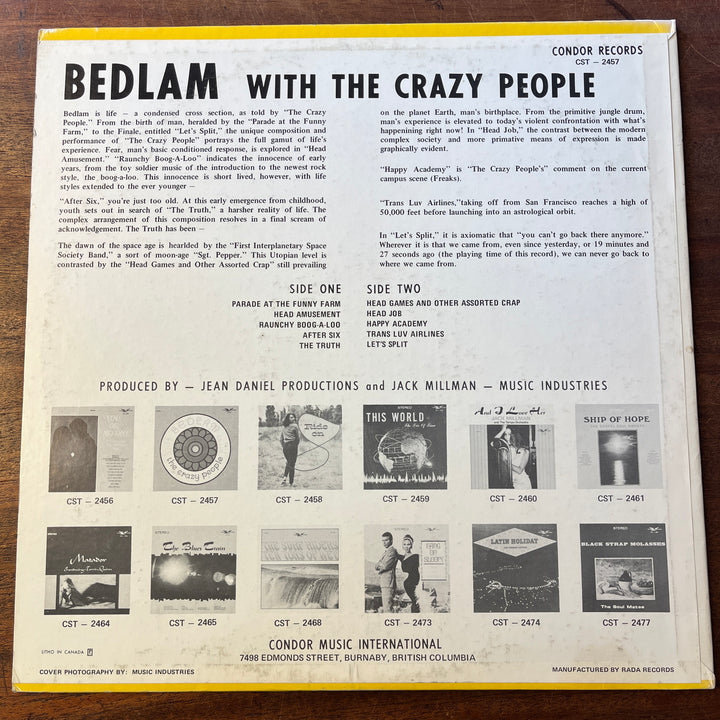 CONDOR RECORDS
CST – 2457
BEDLAM WITH THE CRAZY PEOPLE
Bedlam is life – a condensed cross section, as told by "The Crazy
People." From the birth of man, heralded by the "Parade at the Funny
Farm," to the Finale, entitled "Let's Split," the unique composition and
performance of "The Crazy People" portrays the full gamut of life's
experience. Fear, man's basic conditioned response, is explored in "Head
Amusement." "Raunchy Boog-A-Loo" indicates the innocence of early
years, from the toy soldier music of the introduction to the newest rock
style, the boog-a-loo. This innocence is short lived, however, with life
styles extended to the ever younger –
"After Six," you're just too old. At this early emergence from childhood,
youth sets out in search of "The Truth," a harsher reality of life. The
complex arrangement of this composition resolves in a final scream of
acknowledgement. The Truth has been –
The dawn of the space age is hearlded by the "First Interplanetary Space
Society Band," a sort of moon-age "Sgt. Pepper." This Utopian level is
contrasted by the "Head Games and Other Assorted Crap" still prevailing
on the planet Earth, man's birthplace. From the primitive jungle drum,
man's experience is elevated to today's violent confrontation with what's
happenining right now! In "Head Job," the contrast between the modern
complex society and more primative means of expression is made
graphically evident.
"Happy Academy" is "The Crazy People's" comment on the current
campus scene (Freaks).
"Trans Luv Airlines,"taking off from San Francisco reaches a high of
50,000 feet before launching into an astrological orbit.
In "Let's Split," it is axiomatic that "you can't go back there anymore."
Wherever it is that we came from, even since yesterday, or 19 minutes and
27 seconds ago (the playing time of this record), we can never go back to
where we came from.
SIDE ONE
PARADE AT THE FUNNY FARM
HEAD AMUSEMENT
RAUNCHY BOOG-A-LOO
AFTER SIX
THE TRUTH
SIDE TWO
HEAD GAMES AND OTHER ASSORTED CRAP
HEAD JOB
HAPPY ACADEMY
TRANS LUV AIRLINES
LET'S SPLIT
PRODUCED BY – JEAN DANIEL PRODUCTIONS and JACK MILLMAN – MUSIC INDUSTRIES
BEDLAM
the crazy people
Ride
on
STEREO
THIS WORLD
And I Love Her
JACK MILLMAN
SHIP OF HOPE
CST – 2456
CST – 2457
CST – 2458
CST – 2459
CST – 2460
CST – 2461
Matador
STEREO
The Blues Train
LATIN HOLIDAY
STEREO
BLACK STRAP MOLASSES
The Soul Mates
CST – 2464
CST – 2465
CST – 2468
CST – 2473
CST – 2474
CST – 2477
CONDOR MUSIC INTERNATIONAL
7498 EDMONDS STREET, BURNABY, BRITISH COLUMBIA
LITHO IN CANADA
COVER PHOTOGRAPHY BY: MUSIC INDUSTRIES
MANUFACTURED BY RADA RECORDS